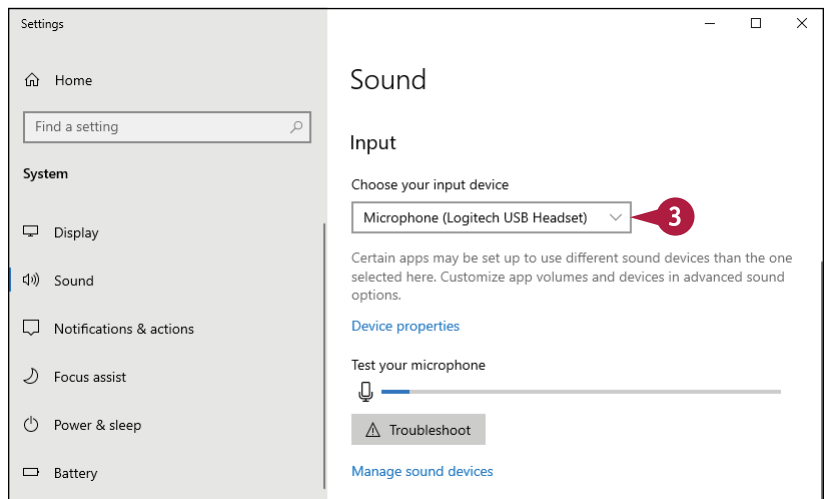 Settings
Home
Find a setting
System
Display
Sound
Notifications & actions
Focus assist
Power & sleep
Battery
Sound
Input
Choose your input device
Microphone (Logitech USB Headset)
3
Certain apps may be set up to use different sound devices than the one
selected here. Customize app volumes and devices in advanced sound
options.
Device properties
Test your microphone
Troubleshoot
Manage sound devices